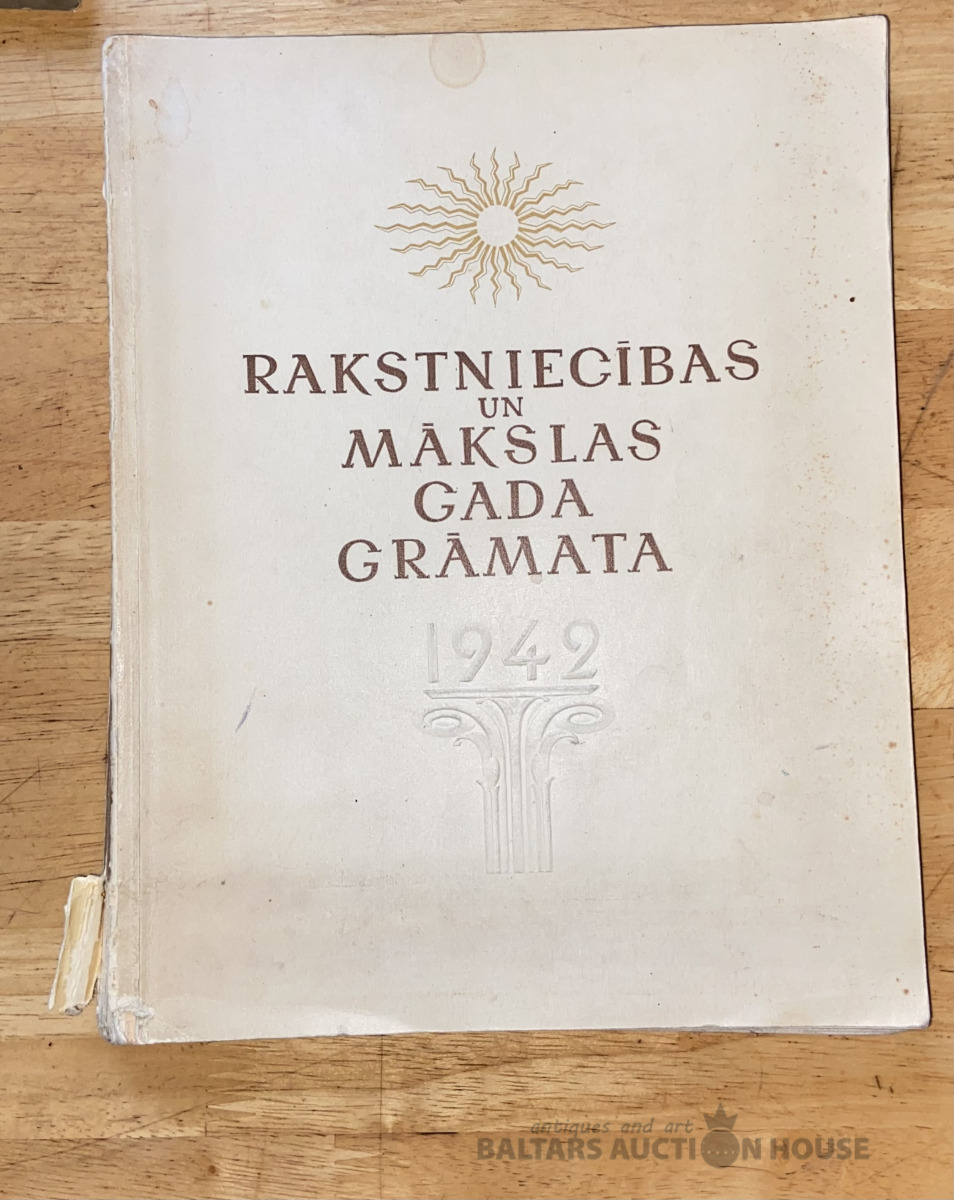 RAKSTNIECĪBAS
UN
MĀKSLAS
GADA
GRĀMATA
1942
antiques and art
BALTARS AUCTION HOUSE